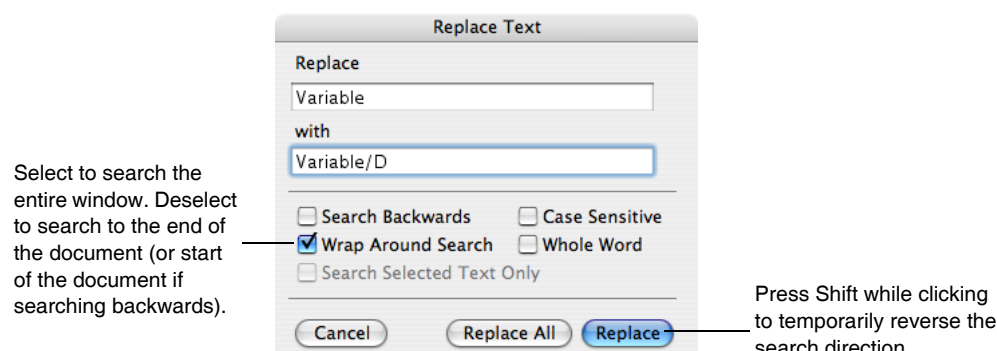 Replace Text
Replace
Variable
with
Variable/D
Select to search the
entire window. Deselect
to search to the end of
the document (or start
of the document if
searching backwards).
Search Backwards Case Sensitive
Wrap Around Search Whole Word
Search Selected Text Only
Cancel Replace All Replace
Press Shift while clicking
to temporarily reverse the
search direction